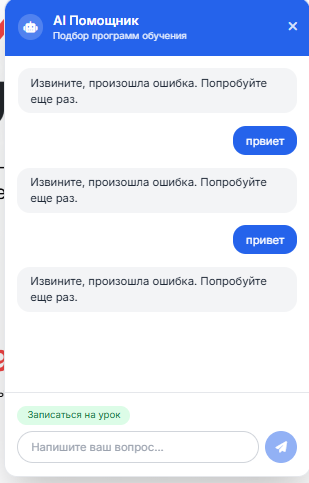 AI Помощник
Подбор программ обучения
Извините, произошла ошибка. Попробуйте
еще раз.
првиет
Извините, произошла ошибка. Попробуйте
еще раз.
привет
Извините, произошла ошибка. Попробуйте
еще раз.
Записаться на урок
Напишите ваш вопрос...